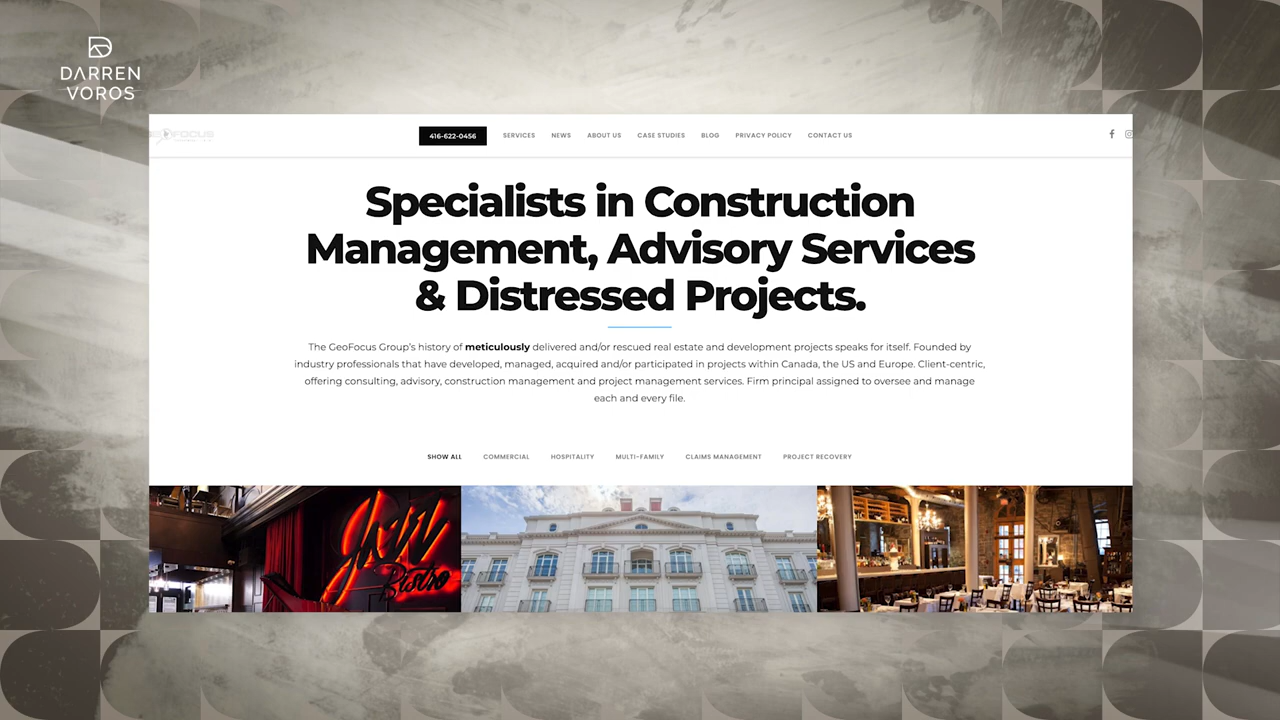 DARREN
VOROS
GEOFOCUS
416-622-0456
SERVICES
NEWS
ABOUT US
CASE STUDIES
BLOG
PRIVACY POLICY
CONTACT US
Specialists in Construction
Management, Advisory Services
& Distressed Projects.
The GeoFocus Group's history of meticulously delivered and/or rescued real estate and development projects speaks for itself. Founded by
industry professionals that have developed, managed, acquired and/or participated in projects within Canada, the US and Europe. Client-centric,
offering consulting, advisory, construction management and project management services. Firm principal assigned to oversee and manage
each and every file.
SHOW ALL
COMMERCIAL
HOSPITALITY
MULTI-FAMILY
CLAIMS MANAGEMENT
PROJECT RECOVERY
Bistro